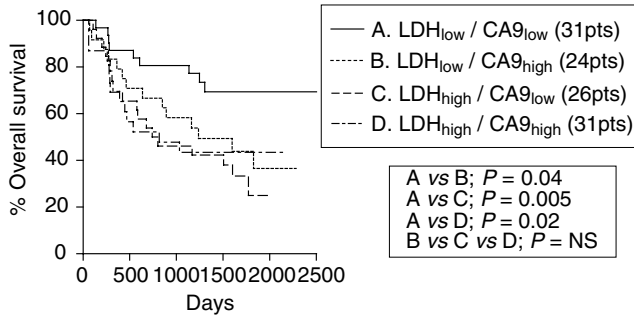 % Overall survival
100
80
60
40
20
0
0 500 1000 1500 2000 2500
Days
A. LDHlow / CA9low (31pts)
B. LDHlow / CA9high (24pts)
C. LDHhigh / CA9low (26pts)
D. LDHhigh / CA9high (31pts)
A vs B; P = 0.04
A vs C; P = 0.005
A vs D; P = 0.02
B vs C vs D; P = NS